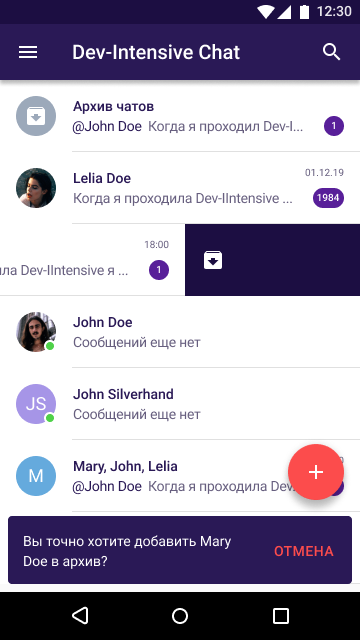 12:30
Dev-Intensive Chat
Архив чатов
@John Doe Когда я проходил Dev-I...
1
Lelia Doe
01.12.19
Когда я проходила Dev-IIntensive ...
1984
18:00
ла Dev-IIntensive я ...
1
John Doe
Сообщений еще нет
JS
John Silverhand
Сообщений еще нет
M
Mary, John, Lelia
@John Doe Когда я проходила Dev
Вы точно хотите добавить Mary
Doe в архив?
ОТМЕНА